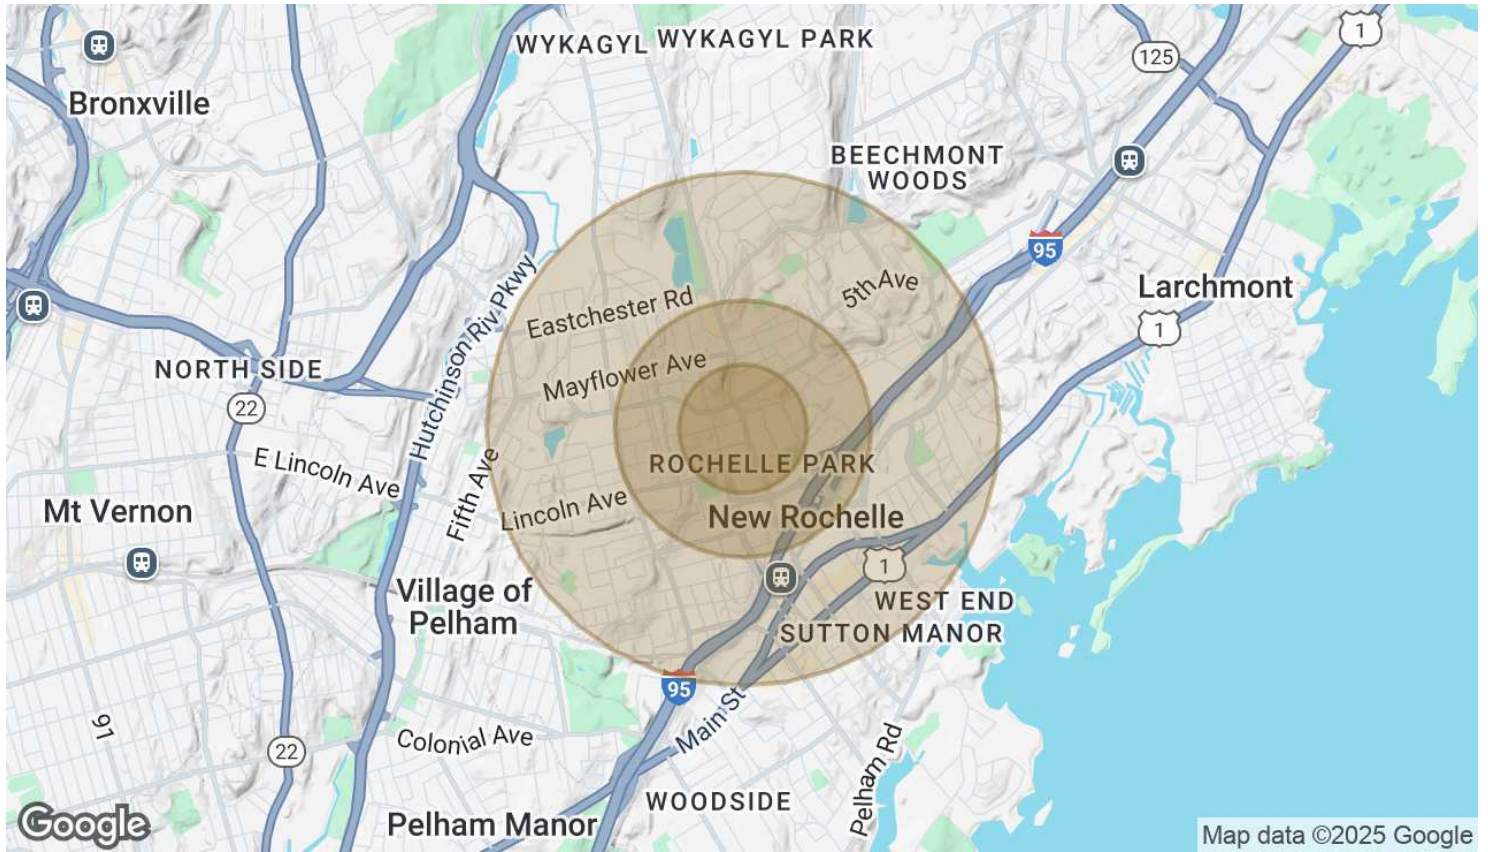 WYKAGYL
WYKAGYL PARK
1
125
Bronxville
BEECHMONT
WOODS
95
5th Ave
Larchmont
Hutchinson Riv Pkwy
Eastchester Rd
1
Mayflower Ave
NORTH SIDE
22
E Lincoln Ave
Fifth Ave
ROCHELLE PARK
Lincoln Ave
Mt Vernon
New Rochelle
1
Village of
Pelham
WEST END
SUTTON MANOR
95
Main St
16
22
Colonial Ave
Pelham Rd
WOODSIDE
Pelham Manor
Google
Map data ©2025 Google